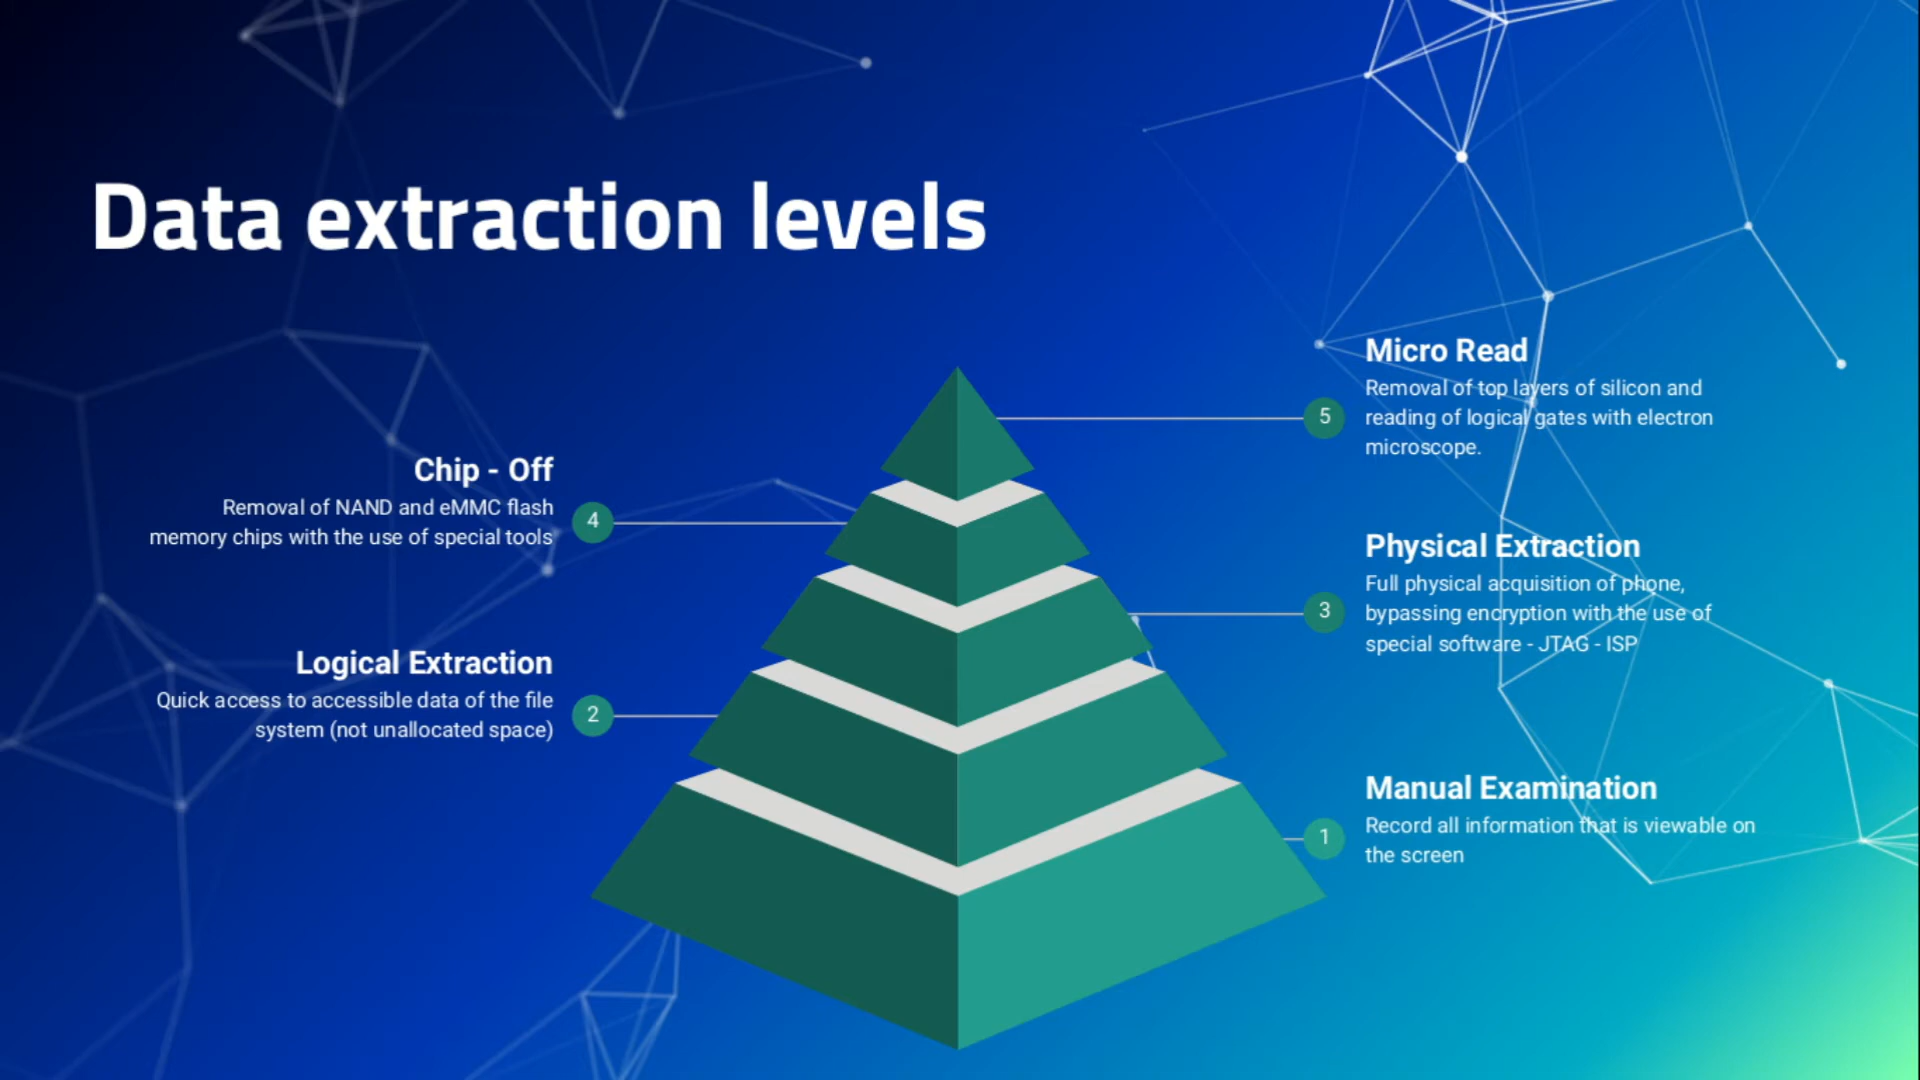 Data extraction levels
5
Micro Read
Removal of top layers of silicon and
reading of logical gates with electron
microscope.
Chip - Off
Removal of NAND and eMMC flash
memory chips with the use of special tools
4
3
Physical Extraction
Full physical acquisition of phone,
bypassing encryption with the use of
special software - JTAG - ISP
Logical Extraction
Quick access to accessible data of the file
system (not unallocated space)
2
1
Manual Examination
Record all information that is viewable on
the screen